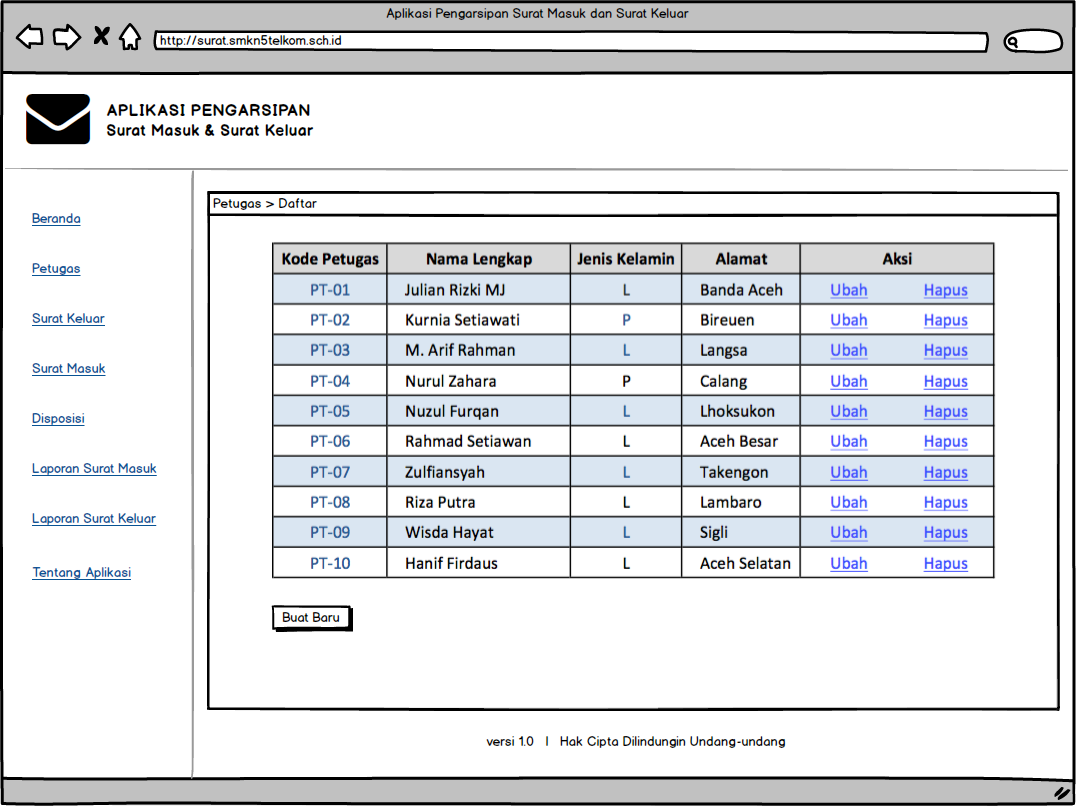 Aplikasi Pengarsipan Surat Masuk dan Surat Keluar
http://surat.smkn5telkom.sch.id
APLIKASI PENGARSIPAN
Surat Masuk & Surat Keluar
Beranda
Petugas
Surat Keluar
Surat Masuk
Disposisi
Laporan Surat Masuk
Laporan Surat Keluar
Tentang Aplikasi
Petugas > Daftar
Kode Petugas Nama Lengkap Jenis Kelamin Alamat Aksi
PT-01 Julian Rizki MJ L Banda Aceh Ubah Hapus
PT-02 Kurnia Setiawati P Bireuen Ubah Hapus
PT-03 M. Arif Rahman L Langsa Ubah Hapus
PT-04 Nurul Zahara P Calang Ubah Hapus
PT-05 Nuzul Furqan L Lhoksukon Ubah Hapus
PT-06 Rahmad Setiawan L Aceh Besar Ubah Hapus
PT-07 Zulfiansyah L Takengon Ubah Hapus
PT-08 Riza Putra L Lambaro Ubah Hapus
PT-09 Wisda Hayat L Sigli Ubah Hapus
PT-10 Hanif Firdaus L Aceh Selatan Ubah Hapus
Buat Baru
versi 1.0 | Hak Cipta Dilindungin Undang-undang